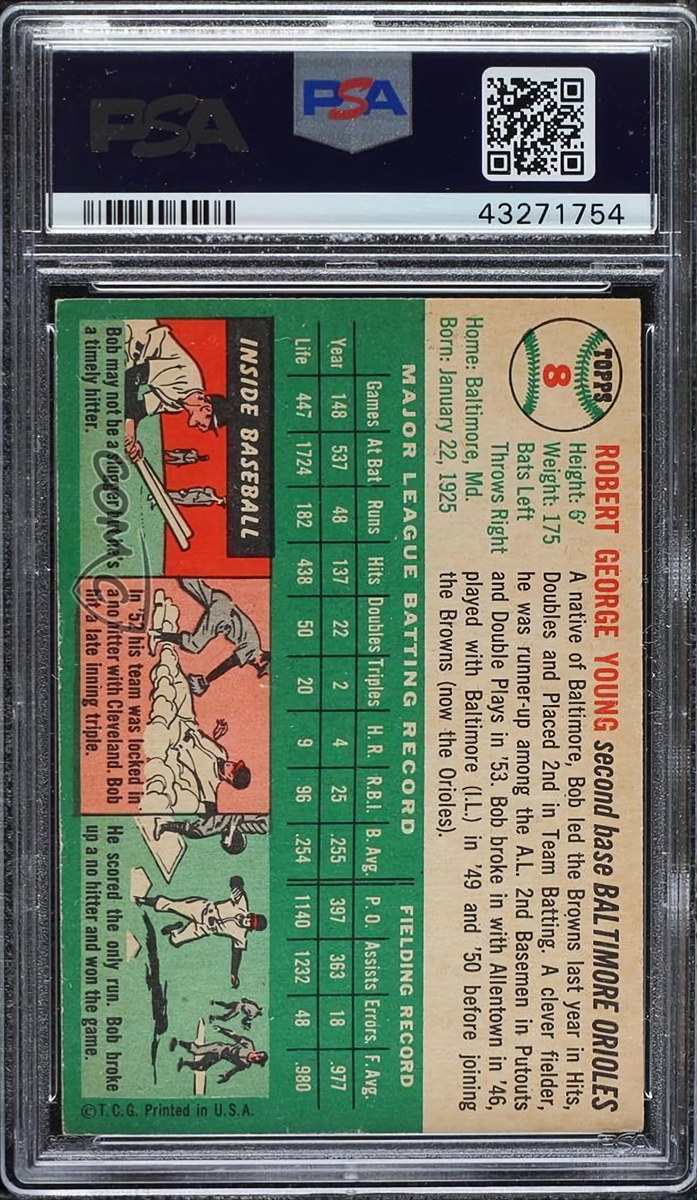 PSA
PSA
43271754
TOPPS
8
ROBERT GEORGE YOUNG second base BALTIMORE ORIOLES
Height: 6'
Weight: 175
Bats Left
Throws Right
Home: Baltimore, Md.
Born: January 22, 1925
A native of Baltimore, Bob led the Browns last year in Hits,
Doubles and Placed 2nd in Team Batting. A clever fielder,
he was runner-up among the A.L. 2nd Basemen in Putouts
and Double Plays in '53. Bob broke in with Allentown in '46,
played with Baltimore (I.L.) in '49 and '50 before joining
the Browns (now the Orioles).
MAJOR LEAGUE BATTING RECORD FIELDING RECORD
Games At Bat Runs Hits Doubles Triples H.R. R.B.I. B. Avg. P.O. Assists Errors. F. Avg.
Year 148 537 48 137 22 2 4 25 .255 397 363 18 .977
Life 447 1724 182 438 50 20 9 96 .254 1140 1232 48 .980
INSIDE BASEBALL
Bob may not be a
a timely hitter.
In '52, his team was locked in
a no hitter with Cleveland. Bob
hit a late inning triple.
He scored the only run. Bob broke
up a no hitter and won the game.
© T.C.G. Printed in U.S.A.